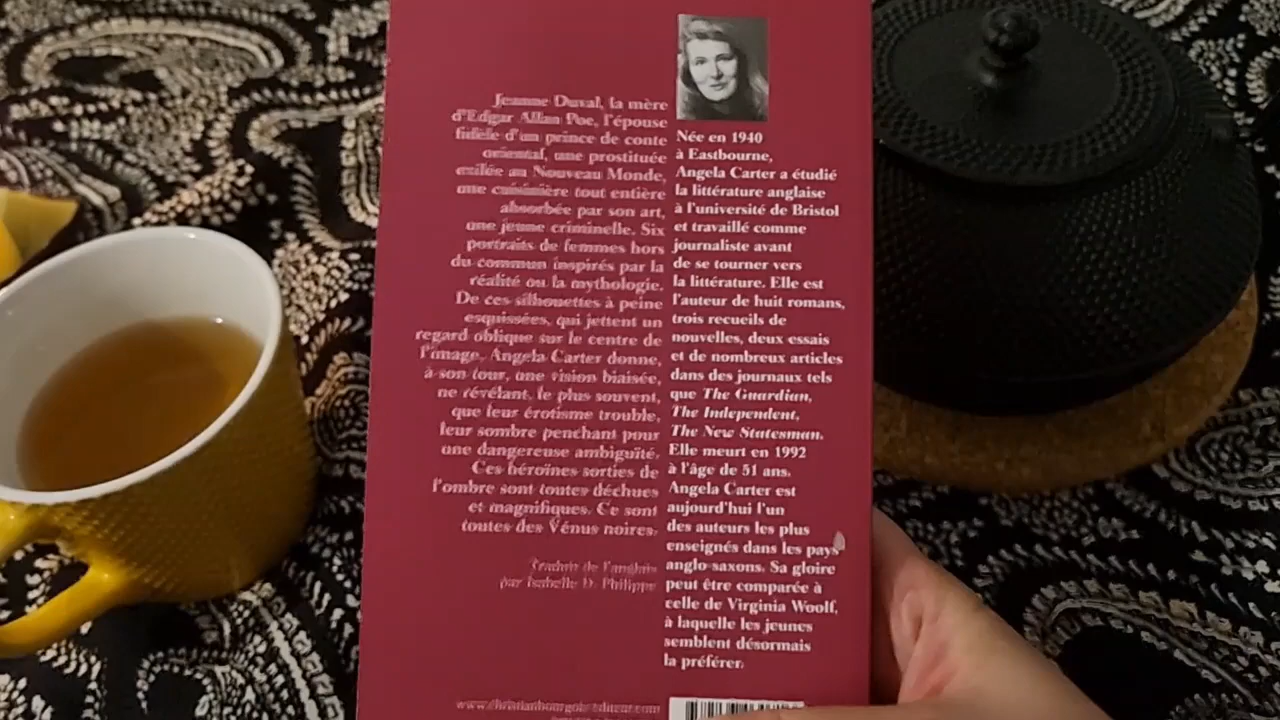 Jeanne Duval, la mère
d'Edgar Allan Poe, l'épouse
fidèle d'un prince de conte
oriental, une prostituée
exilée au Nouveau Monde,
une cuisinière tout entière
absorbée par son art,
une jeune criminelle. Six
portraits de femmes hors
du commun inspirés par la
réalité ou la mythologie.
De ces silhouettes à peine
esquissées, qui jettent un
regard oblique sur le centre de
l'image, Angela Carter donne,
à son tour, une vision biaisée,
ne révélant, le plus souvent,
que leur érotisme trouble,
leur sombre penchant pour
une dangereuse ambiguïté.
Ces héroïnes sorties de
l'ombre sont toutes déchues
et magnifiques. Ce sont
toutes des Vénus noires.
Traduit de l'anglais
par Isabelle D. Philippe
www.christianbourgois-editeur.com
Née en 1940
à Eastbourne,
Angela Carter a étudié
la littérature anglaise
à l'université de Bristol
et travaillé comme
journaliste avant
de se tourner vers
la littérature. Elle est
l'auteur de huit romans,
trois recueils de
nouvelles, deux essais
et de nombreux articles
dans des journaux tels
que The Guardian,
The Independent,
The New Statesman.
Elle meurt en 1992
à l'âge de 51 ans.
Angela Carter est
aujourd'hui l'un
des auteurs les plus
enseignés dans les pays
anglo-saxons. Sa gloire
peut être comparée à
celle de Virginia Woolf,
à laquelle les jeunes
semblent désormais
la préférer.